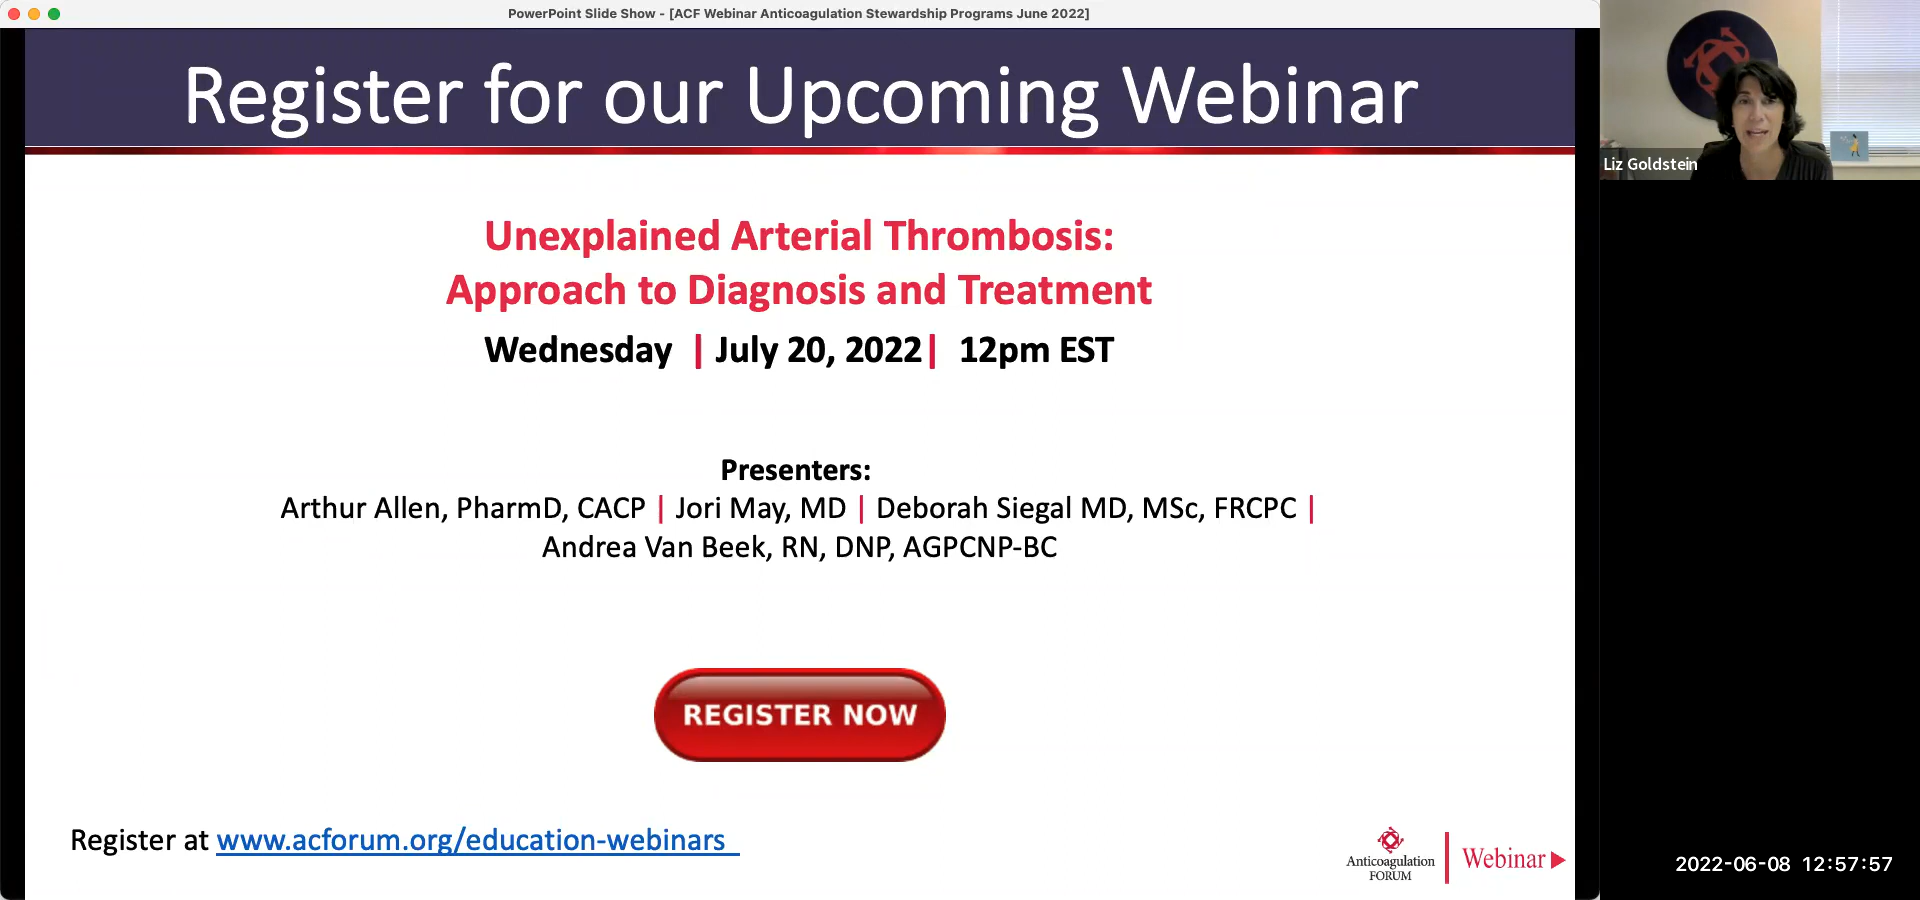 PowerPoint Slide Show - [ACF Webinar Anticoagulation Stewardship Programs June 2022]
Register for our Upcoming Webinar
Liz Goldstein
Unexplained Arterial Thrombosis:
Approach to Diagnosis and Treatment
Wednesday | July 20, 2022| 12pm EST
Presenters:
Arthur Allen, PharmD, CACP | Jori May, MD | Deborah Siegal MD, MSc, FRCPC |
Andrea Van Beek, RN, DNP, AGPCNP-BC
REGISTER NOW
Register at www.acforum.org/education-webinars
Anticoagulation
FORUM
Webinar
2022-06-08 12:57:57